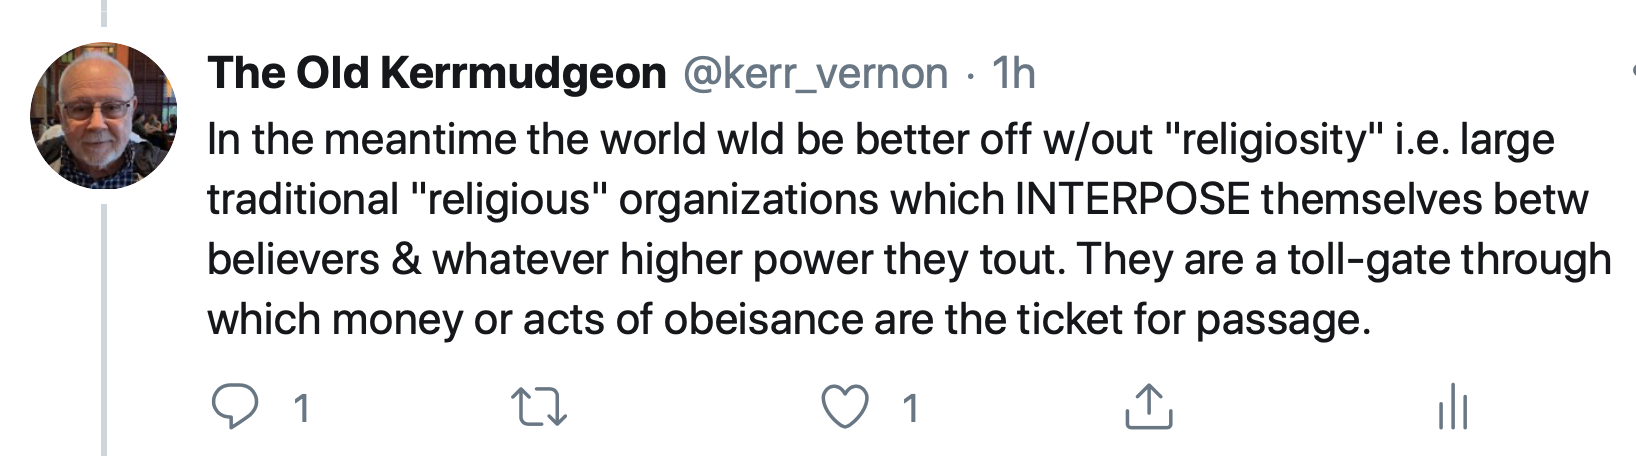 The Old Kerrmudgeon @kerr_vernon · 1h
In the meantime the world wld be better off w/out "religiosity" i.e. large
traditional "religious" organizations which INTERPOSE themselves betw
believers & whatever higher power they tout. They are a toll-gate through
which money or acts of obeisance are the ticket for passage.
1 1